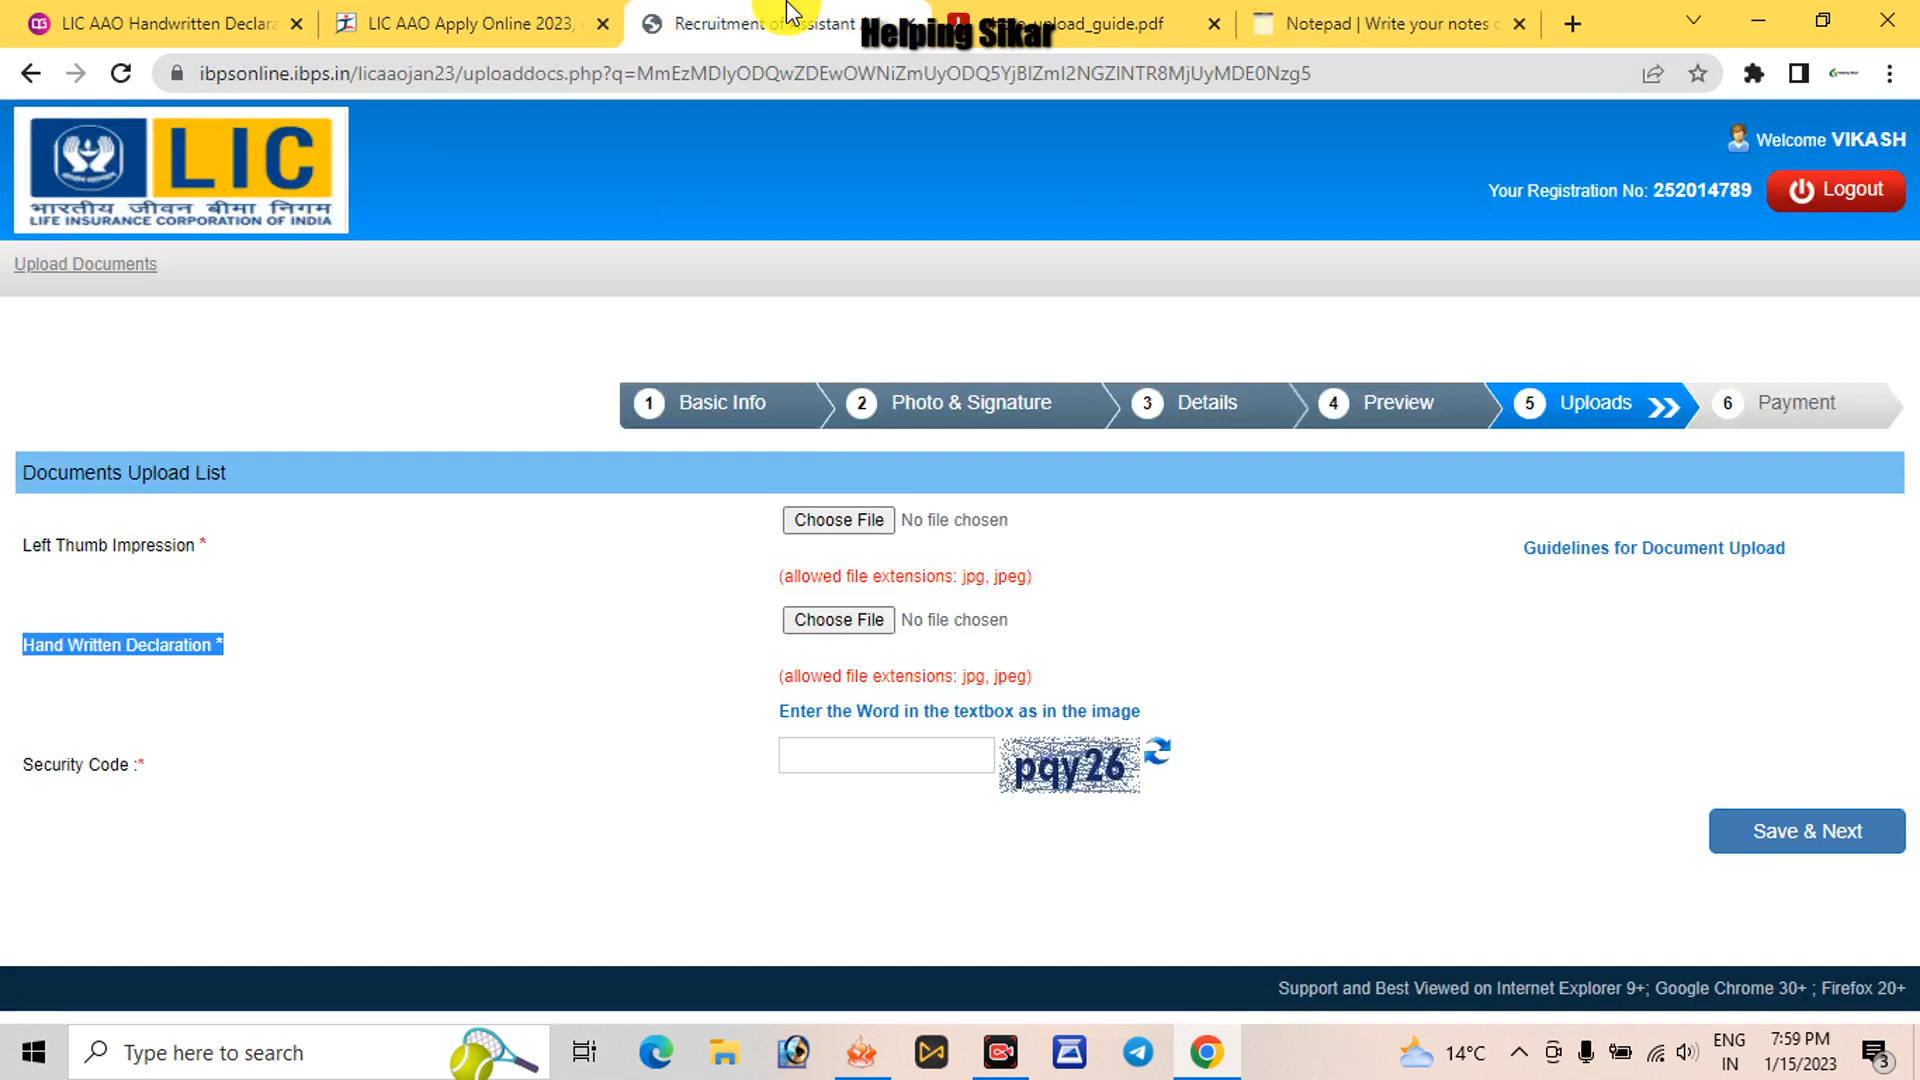 LIC AAO Handwritten Declara
LIC AAO Apply Online 2023,
Recruitment of Assistant
upload_guide.pdf
Notepad | Write your notes
Helping Sikar
ibpsonline.ibps.in/licaaojan23/uploaddocs.php?q=MmEzMDIyODQwZDEwOWNiZmUyODQ5YjBlZmI2NGZlNTR8MjUyMDE0Nzg5
LIC
भारतीय जीवन बीमा निगम
LIFE INSURANCE CORPORATION OF INDIA
Welcome VIKASH
Your Registration No: 252014789
Logout
Upload Documents
1 Basic Info
2 Photo & Signature
3 Details
4 Preview
5 Uploads
6 Payment
Documents Upload List
Choose File No file chosen
Left Thumb Impression *
Guidelines for Document Upload
(allowed file extensions: jpg, jpeg)
Choose File No file chosen
Hand Written Declaration *
(allowed file extensions: jpg, jpeg)
Enter the Word in the textbox as in the image
Security Code :*
pqy26
Save & Next
Support and Best Viewed on Internet Explorer 9+; Google Chrome 30+ ; Firefox 20+
Type here to search
14°C
ENG
IN
7:59 PM
1/15/2023
3